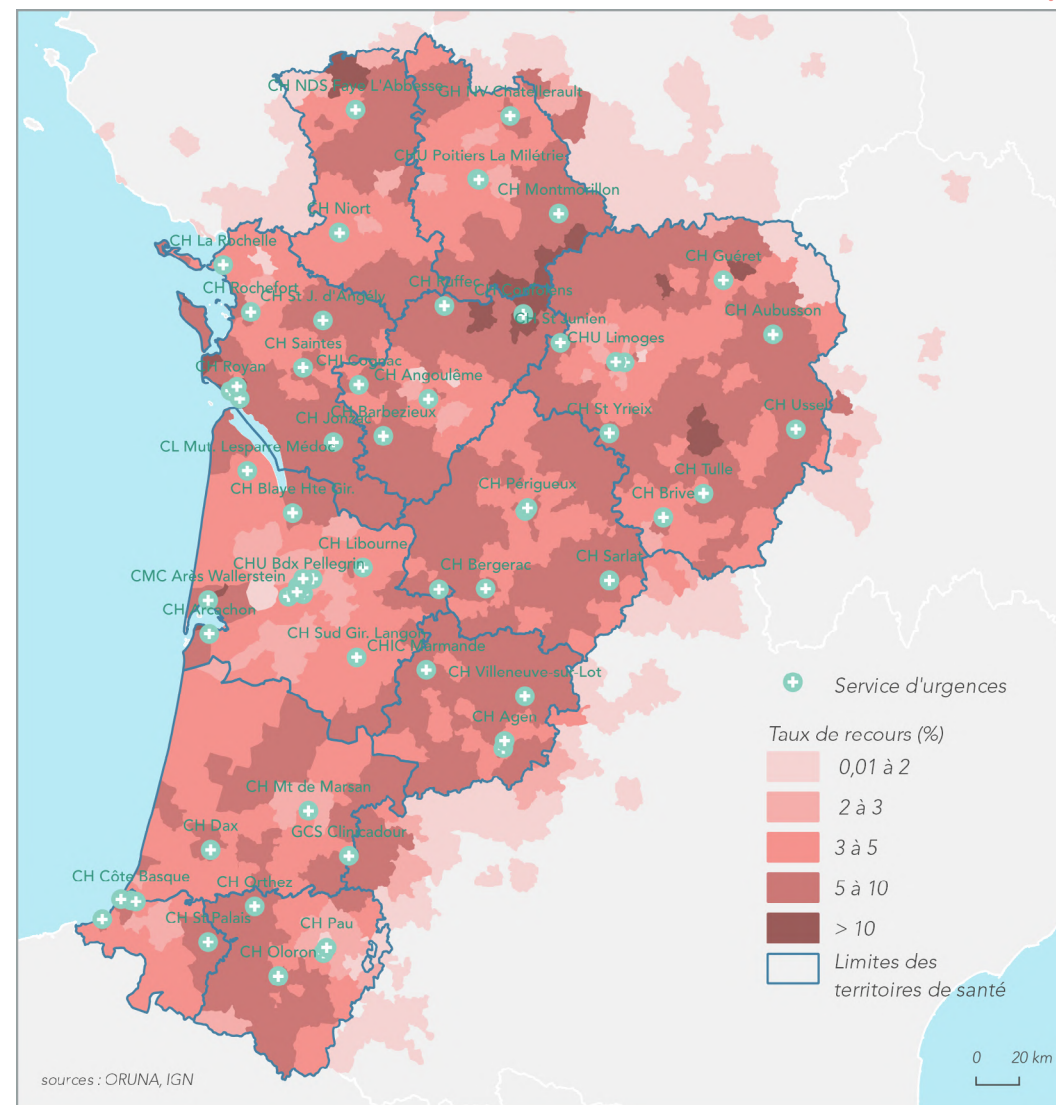 CH NDS Faye L'Abbesse
GH NV Châtellerault
CHU Poitiers La Milétrie
CH Montmorillon
CH Niort
CH La Rochelle
CH Guéret
CH Ruffec
CH Rochefort
CH Confolens
CH St J. d'Angély
CH Aubusson
CH St Junien
CHU Limoges
CH Saintes
CHI Cognac
CH Royan
CH Angoulême
CH Ussel
CH St Yrieix
CH Barbezieux
CH Jonzac
CL Mut. Lesparre Médoc
CH Tulle
CH Périgueux
CH Blaye Hte Gir.
CH Brive
CH Libourne
CH Sarlat
CHU Bdx Pellegrin
CH Bergerac
CMC Arès Wallerstein
CH Arcachon
CH Sud Gir. Langon
CHIC Marmande
CH Villeneuve-sur-Lot
CH Agen
CH Mt de Marsan
CH Dax
GCS Clinicadour
CH Côte Basque
CH Orthez
CH St Palais
CH Pau
CH Oloron
Service d'urgences
Taux de recours (%)
0,01 à 2
2 à 3
3 à 5
5 à 10
> 10
Limites des
territoires de santé
0 20 km
sources : ORUNA, IGN